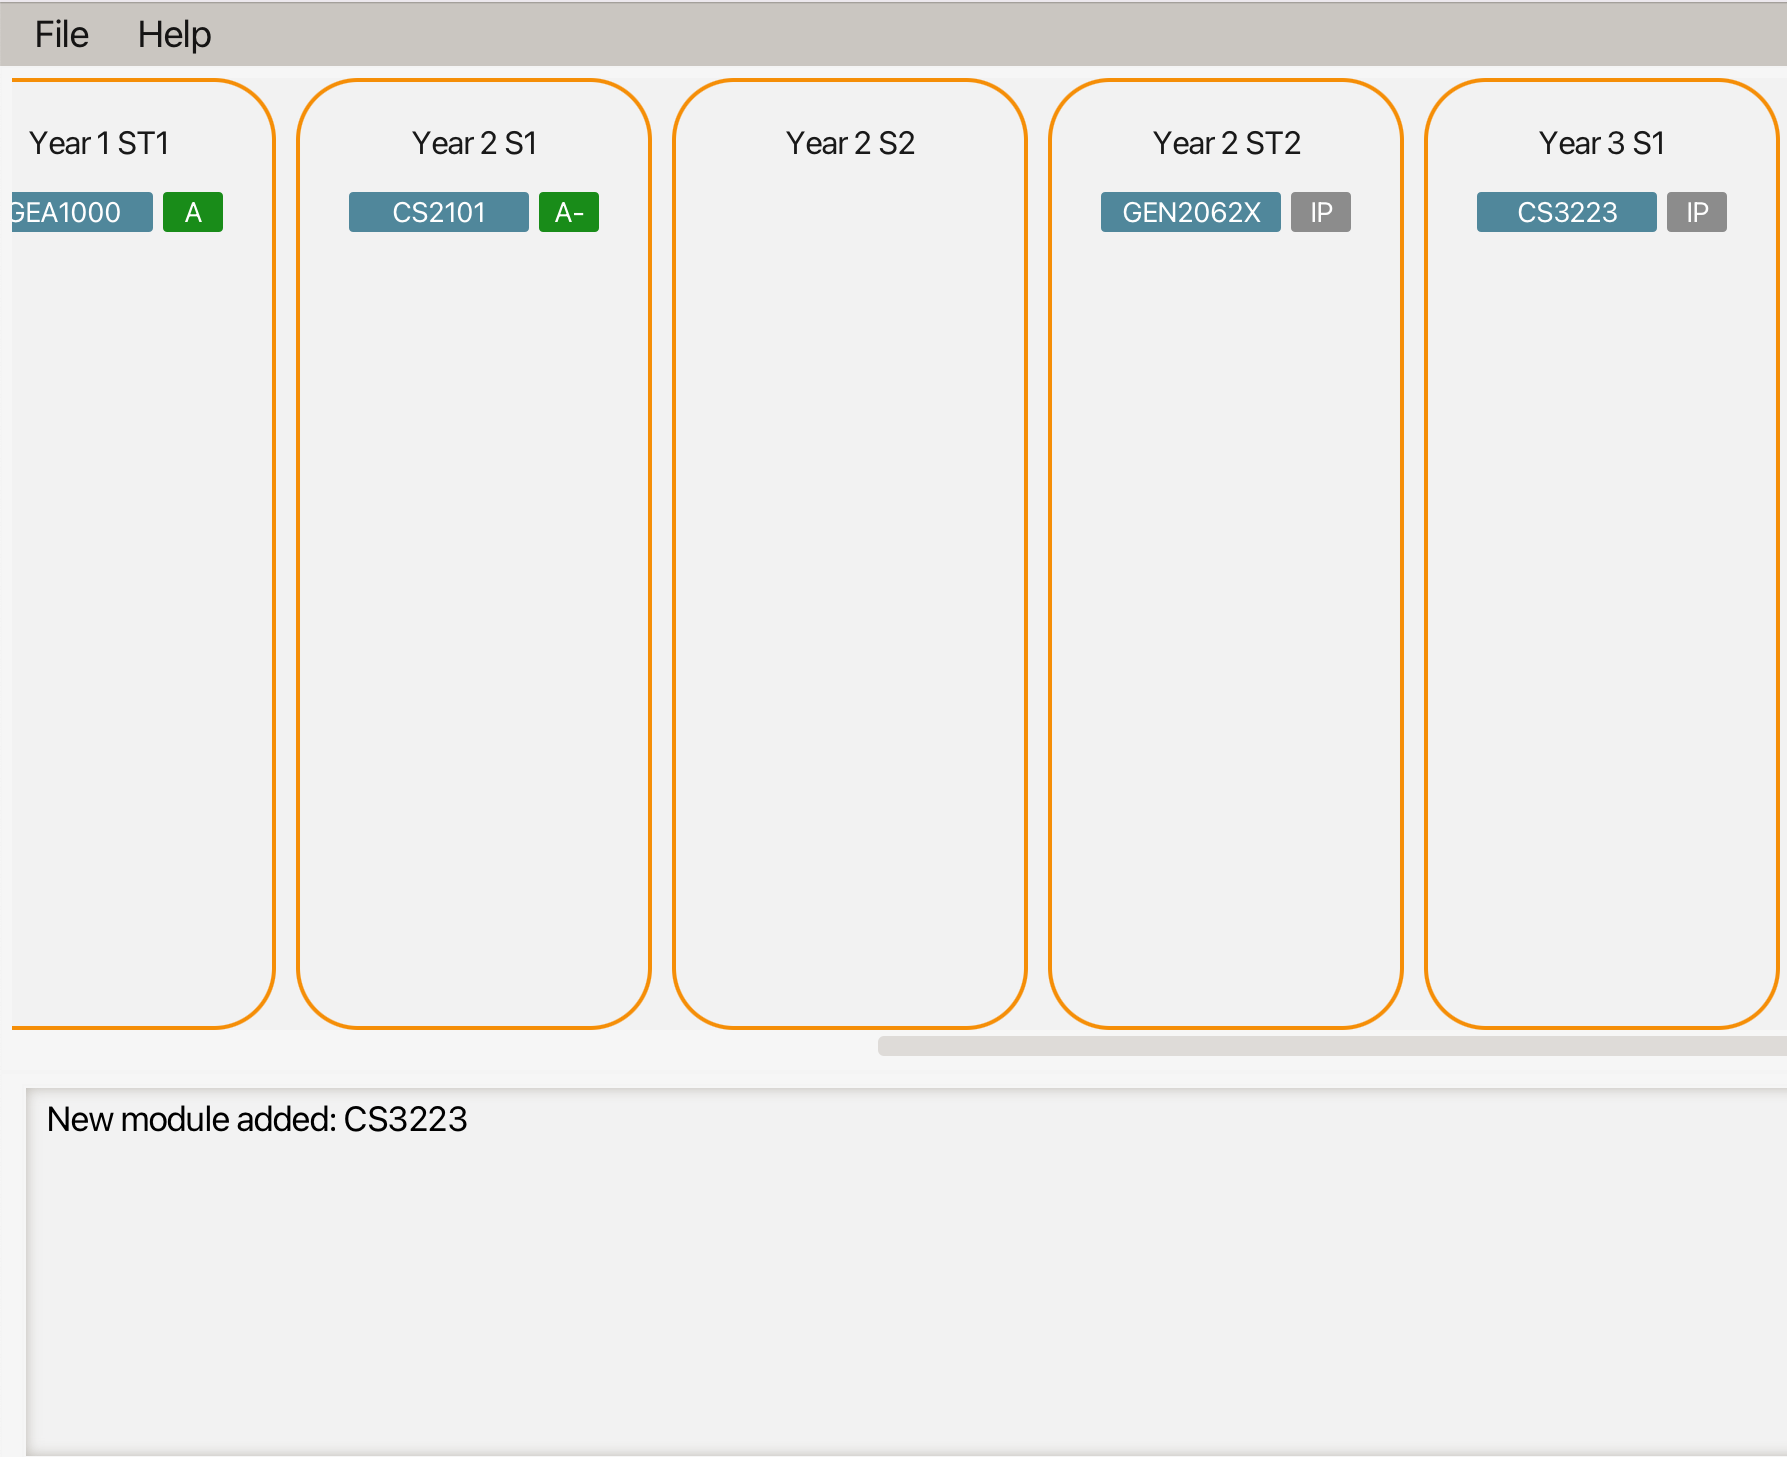 File Help
Year 1 ST1
GEA1000 A
Year 2 S1
CS2101 A-
Year 2 S2
Year 2 ST2
GEN2062X IP
Year 3 S1
CS3223 IP
New module added: CS3223